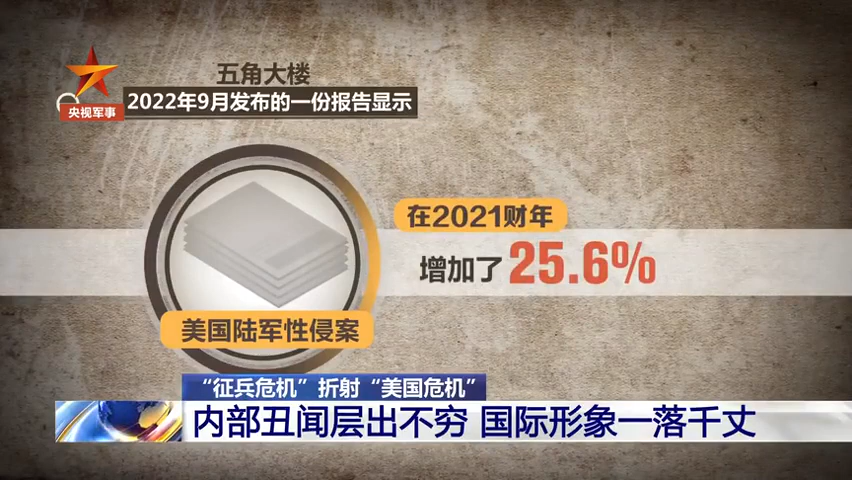 五角大楼
2022年9月发布的一份报告显示
央视军事
在2021财年
增加了25.6%
美国陆军性侵案
“征兵危机”折射“美国危机”
内部丑闻层出不穷 国际形象一落千丈